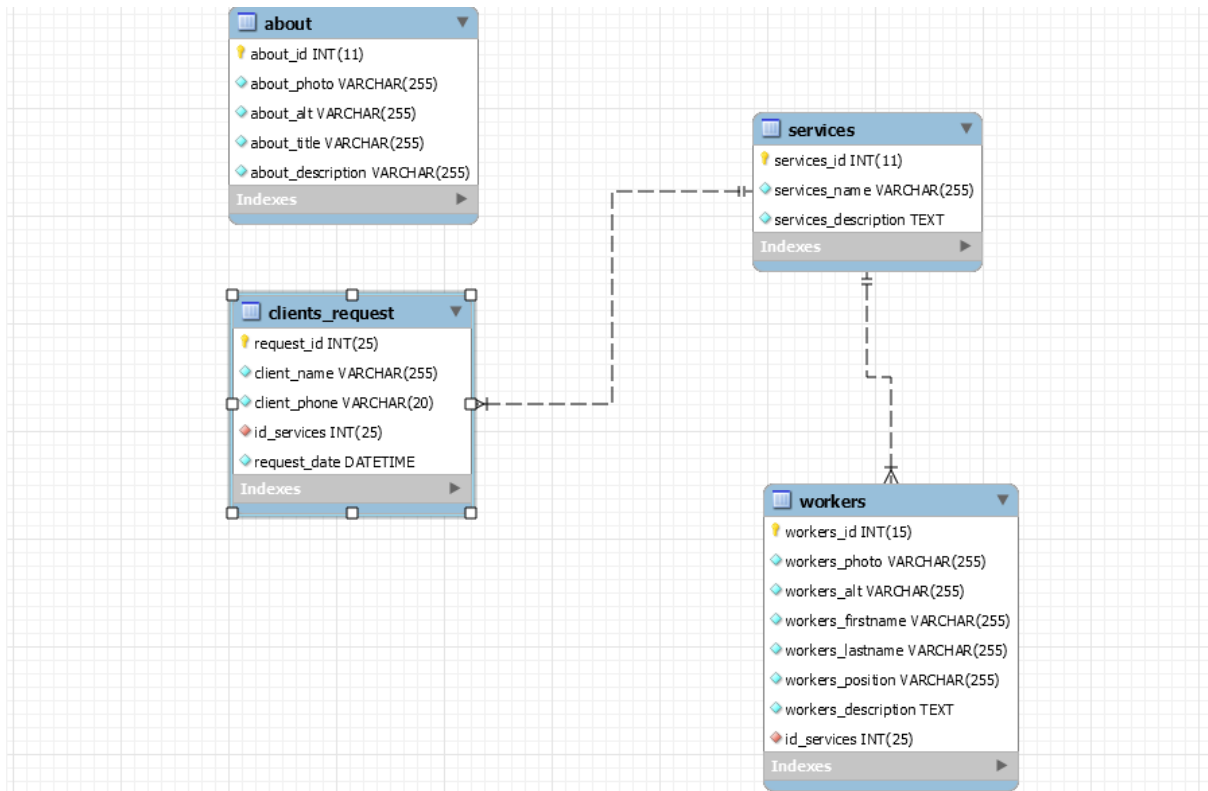 about
about_id INT(11)
about_photo VARCHAR(255)
about_alt VARCHAR(255)
about_title VARCHAR(255)
about_description VARCHAR(255)
Indexes
clients_request
request_id INT(25)
client_name VARCHAR(255)
client_phone VARCHAR(20)
id_services INT(25)
request_date DATETIME
Indexes
services
services_id INT(11)
services_name VARCHAR(255)
services_description TEXT
Indexes
workers
workers_id INT(15)
workers_photo VARCHAR(255)
workers_alt VARCHAR(255)
workers_firstname VARCHAR(255)
workers_lastname VARCHAR(255)
workers_position VARCHAR(255)
workers_description TEXT
id_services INT(25)
Indexes